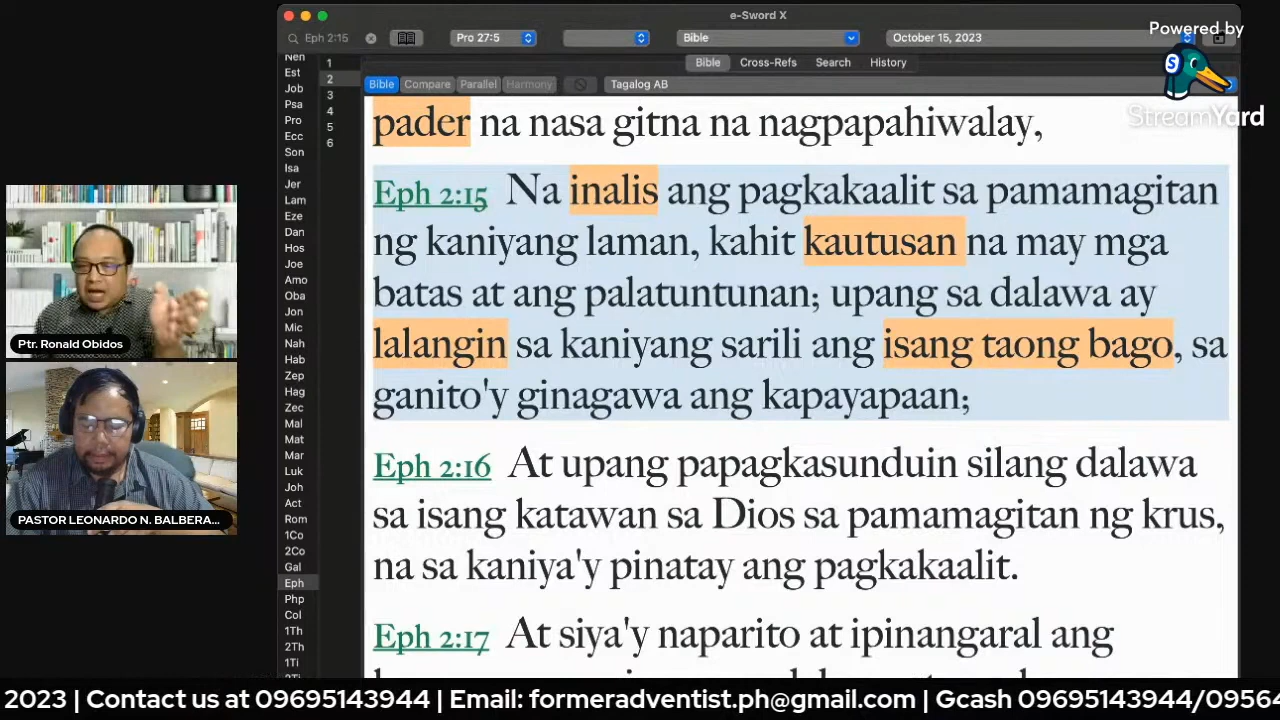 e-Sword X
Powered by
StreamYard
Eph 2:15
Pro 27:5
Bible
October 15, 2023
Bible Cross-Refs Search History
Bible Compare Parallel Harmony
Tagalog AB
Neh
Est
Job
Psa
Pro
Ecc
Son
Isa
Jer
Lam
Eze
Dan
Hos
Joe
Amo
Oba
Jon
Mic
Nah
Hab
Zep
Hag
Zec
Mal
Mat
Mar
Luk
Joh
Act
Rom
1Co
2Co
Gal
Eph
Php
Col
1Th
2Th
1Ti
1
2
3
4
5
6
pader na nasa gitna na nagpapahiwalay,
Eph 2:15 Na inalis ang pagkakaalit sa pamamagitan
ng kaniyang laman, kahit kautusan na may mga
batas at ang palatuntunan; upang sa dalawa ay
lalangin sa kaniyang sarili ang isang taong bago, sa
ganito'y ginagawa ang kapayapaan;
Eph 2:16 At upang papagkasunduin silang dalawa
sa isang katawan sa Dios sa pamamagitan ng krus,
na sa kaniya'y pinatay ang pagkakaalit.
Eph 2:17 At siya'y naparito at ipinangaral ang
Ptr. Ronald Obidos
PASTOR LEONARDO N. BALBERA...
2023 | Contact us at 09695143944 | Email: formeradventist.ph@gmail.com | Gcash 09695143944/09564